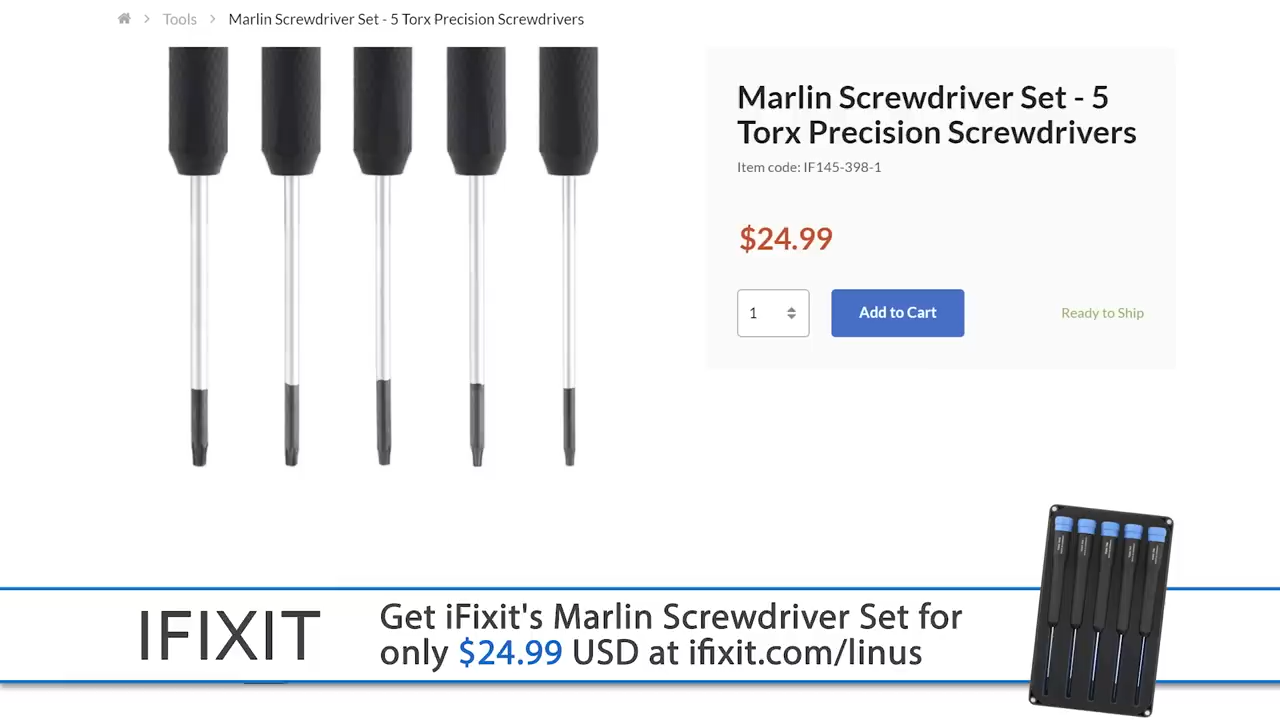 Tools > Marlin Screwdriver Set - 5 Torx Precision Screwdrivers
Marlin Screwdriver Set - 5
Torx Precision Screwdrivers
Item code: IF145-398-1
$24.99
1
Add to Cart
Ready to Ship
IFIXIT
Get iFixit's Marlin Screwdriver Set for
only $24.99 USD at ifixit.com/linus